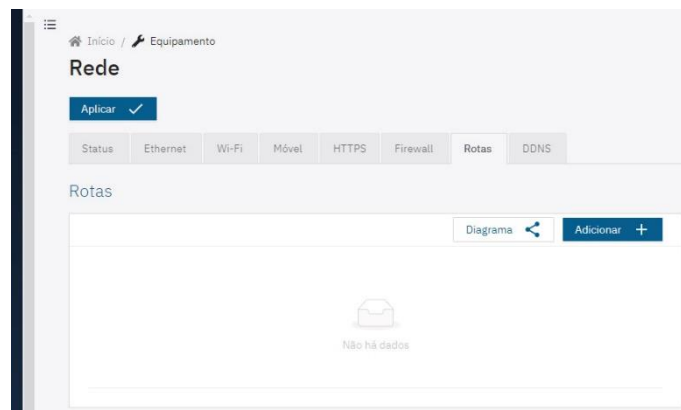 Início / Equipamento
Rede
Aplicar
Status Ethernet Wi-Fi Móvel HTTPS Firewall Rotas DDNS
Rotas
Diagrama Adicionar
Não há dados